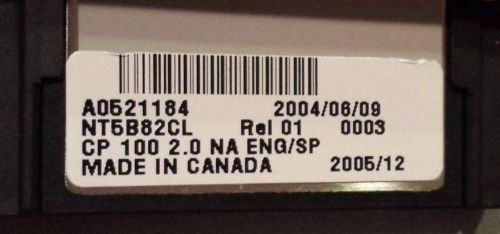 A0521184 2004/06/09
NT5B82CL Rel 01 0003
CP 100 2.0 NA ENG/SP
MADE IN CANADA 2005/12